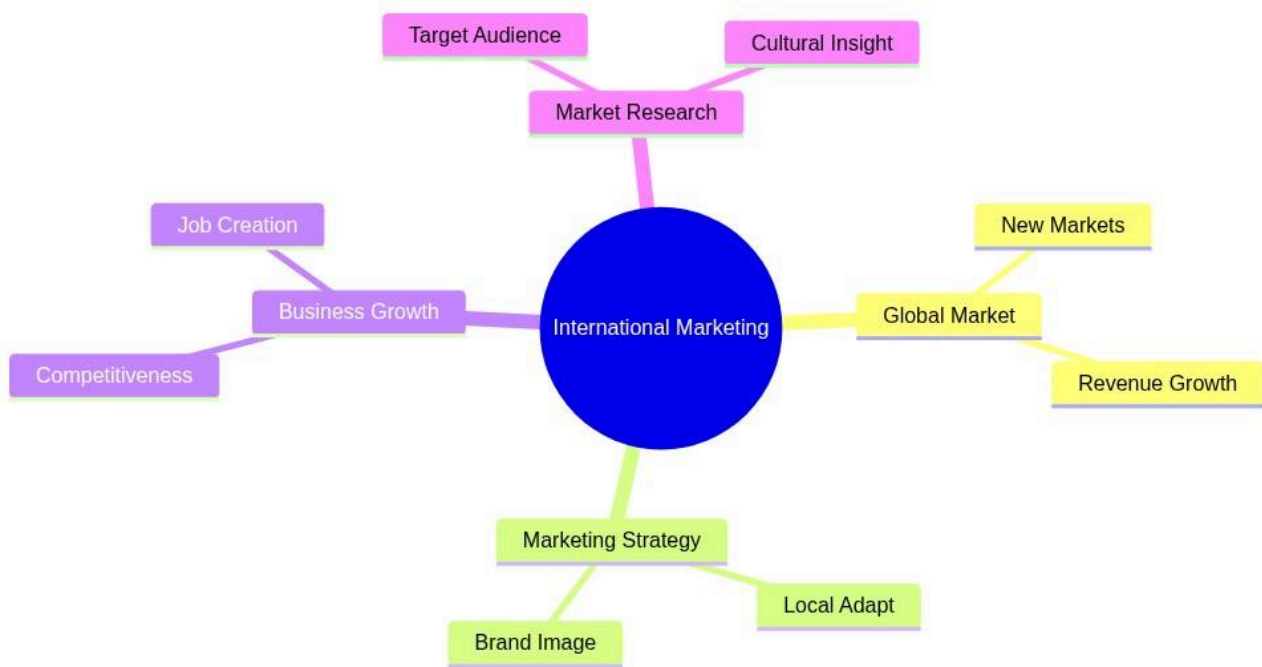 Target Audience
Cultural Insight
Market Research
Job Creation
New Markets
Business Growth
Global Market
International Marketing
Competitiveness
Revenue Growth
Marketing Strategy
Local Adapt
Brand Image